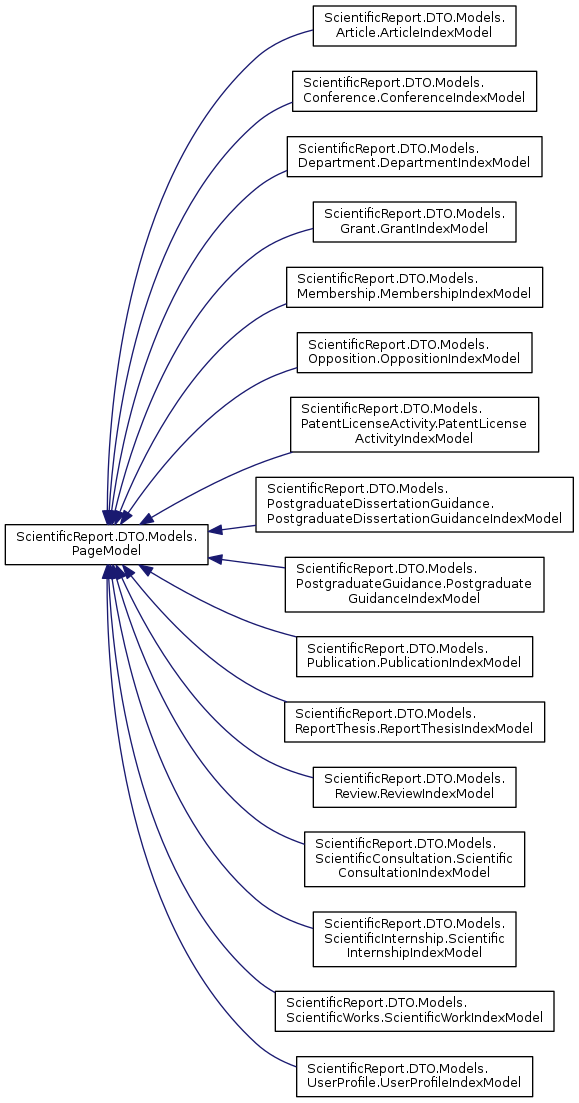 ScientificReport.DTO.Models.
Article.ArticleIndexModel
ScientificReport.DTO.Models.
Conference.ConferenceIndexModel
ScientificReport.DTO.Models.
Department.DepartmentIndexModel
ScientificReport.DTO.Models.
Grant.GrantIndexModel
ScientificReport.DTO.Models.
Membership.MembershipIndexModel
ScientificReport.DTO.Models.
Opposition.OppositionIndexModel
ScientificReport.DTO.Models.
PatentLicenseActivity.PatentLicense
ActivityIndexModel
ScientificReport.DTO.Models.
PostgraduateDissertationGuidance.
PostgraduateDissertationGuidanceIndexModel
ScientificReport.DTO.Models.
PageModel
ScientificReport.DTO.Models.
PostgraduateGuidance.Postgraduate
GuidanceIndexModel
ScientificReport.DTO.Models.
Publication.PublicationIndexModel
ScientificReport.DTO.Models.
ReportThesis.ReportThesisIndexModel
ScientificReport.DTO.Models.
Review.ReviewIndexModel
ScientificReport.DTO.Models.
ScientificConsultation.Scientific
ConsultationIndexModel
ScientificReport.DTO.Models.
ScientificInternship.Scientific
InternshipIndexModel
ScientificReport.DTO.Models.
ScientificWorks.ScientificWorkIndexModel
ScientificReport.DTO.Models.
UserProfile.UserProfileIndexModel